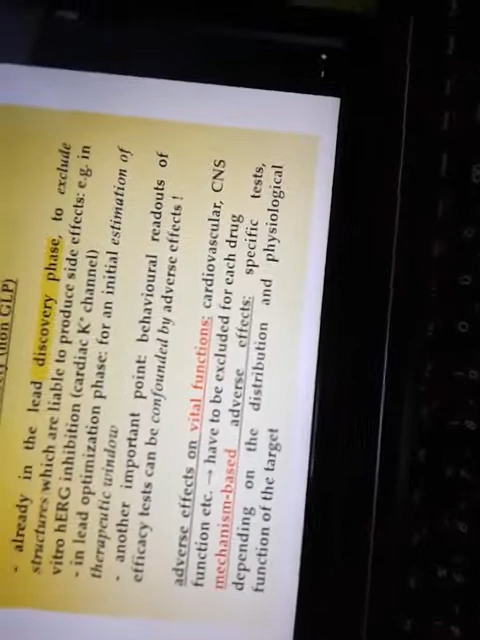 (non GLP)
- already in the lead discovery phase, to exclude
structures which are liable to produce side effects: e.g. in
vitro hERG inhibition (cardiac K⁺ channel)
- in lead optimization phase: for an initial estimation of
therapeutic window
- another important point: behavioural readouts of
efficacy tests can be confounded by adverse effects!
adverse effects on vital functions: cardiovascular, CNS
function etc. → have to be excluded for each drug
mechanism-based adverse effects: specific tests,
depending on the distribution and physiological
function of the target